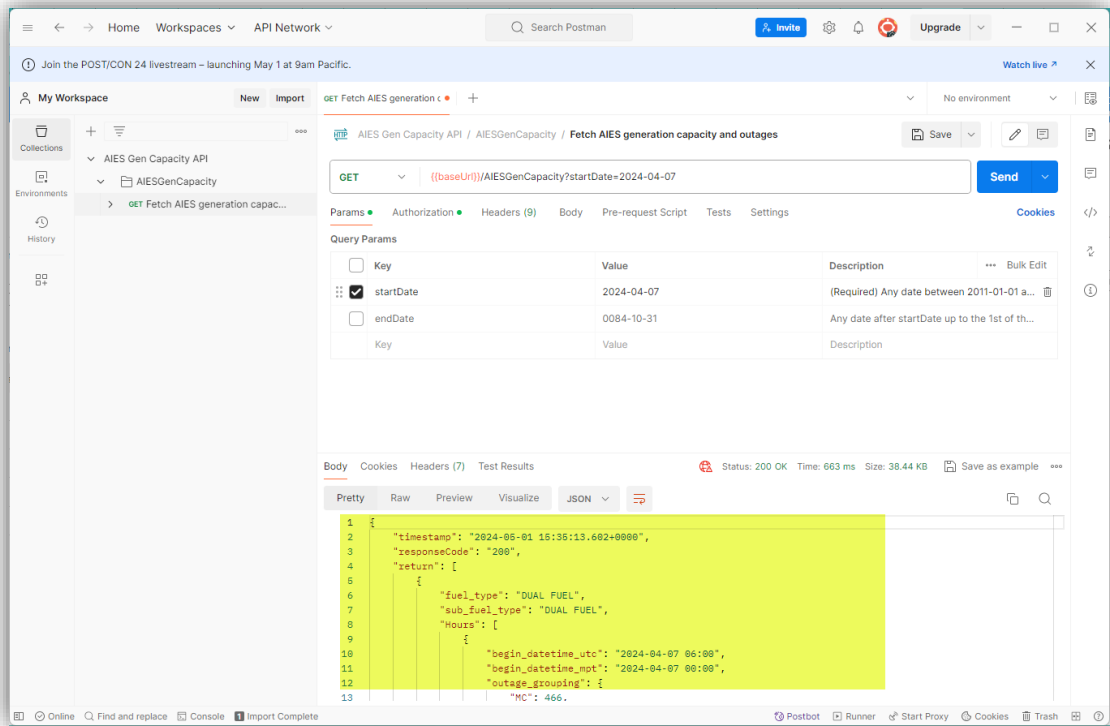 Home Workspaces API Network Search Postman Invite Upgrade
Join the POST/CON 24 livestream – launching May 1 at 9am Pacific. Watch live
My Workspace New Import GET Fetch AIES generation c No environment
Collections
Environments
History
AIES Gen Capacity API
AIESGenCapacity
GET Fetch AIES generation capac...
HTTP AIES Gen Capacity API / AIESGenCapacity / Fetch AIES generation capacity and outages Save
GET {{baseUrl}}/AIESGenCapacity?startDate=2024-04-07 Send
Params Authorization Headers (9) Body Pre-request Script Tests Settings Cookies
Query Params
Key Value Description Bulk Edit
startDate 2024-04-07 (Required) Any date between 2011-01-01 a...
endDate 0084-10-31 Any date after startDate up to the 1st of th...
Key Value Description
Body Cookies Headers (7) Test Results Status: 200 OK Time: 663 ms Size: 38.44 KB Save as example
Pretty Raw Preview Visualize JSON
1 {
2 "timestamp": "2024-05-01 15:35:13.602+0000",
3 "responseCode": "200",
4 "return": [
5 {
6 "fuel_type": "DUAL FUEL",
7 "sub_fuel_type": "DUAL FUEL",
8 "Hours": [
9 {
10 "begin_datetime_utc": "2024-04-07 06:00",
11 "begin_datetime_mpt": "2024-04-07 00:00",
12 "outage_grouping": {
13 "MC": 466,
Online Find and replace Console 1 Import Complete Postbot Runner Start Proxy Cookies Trash